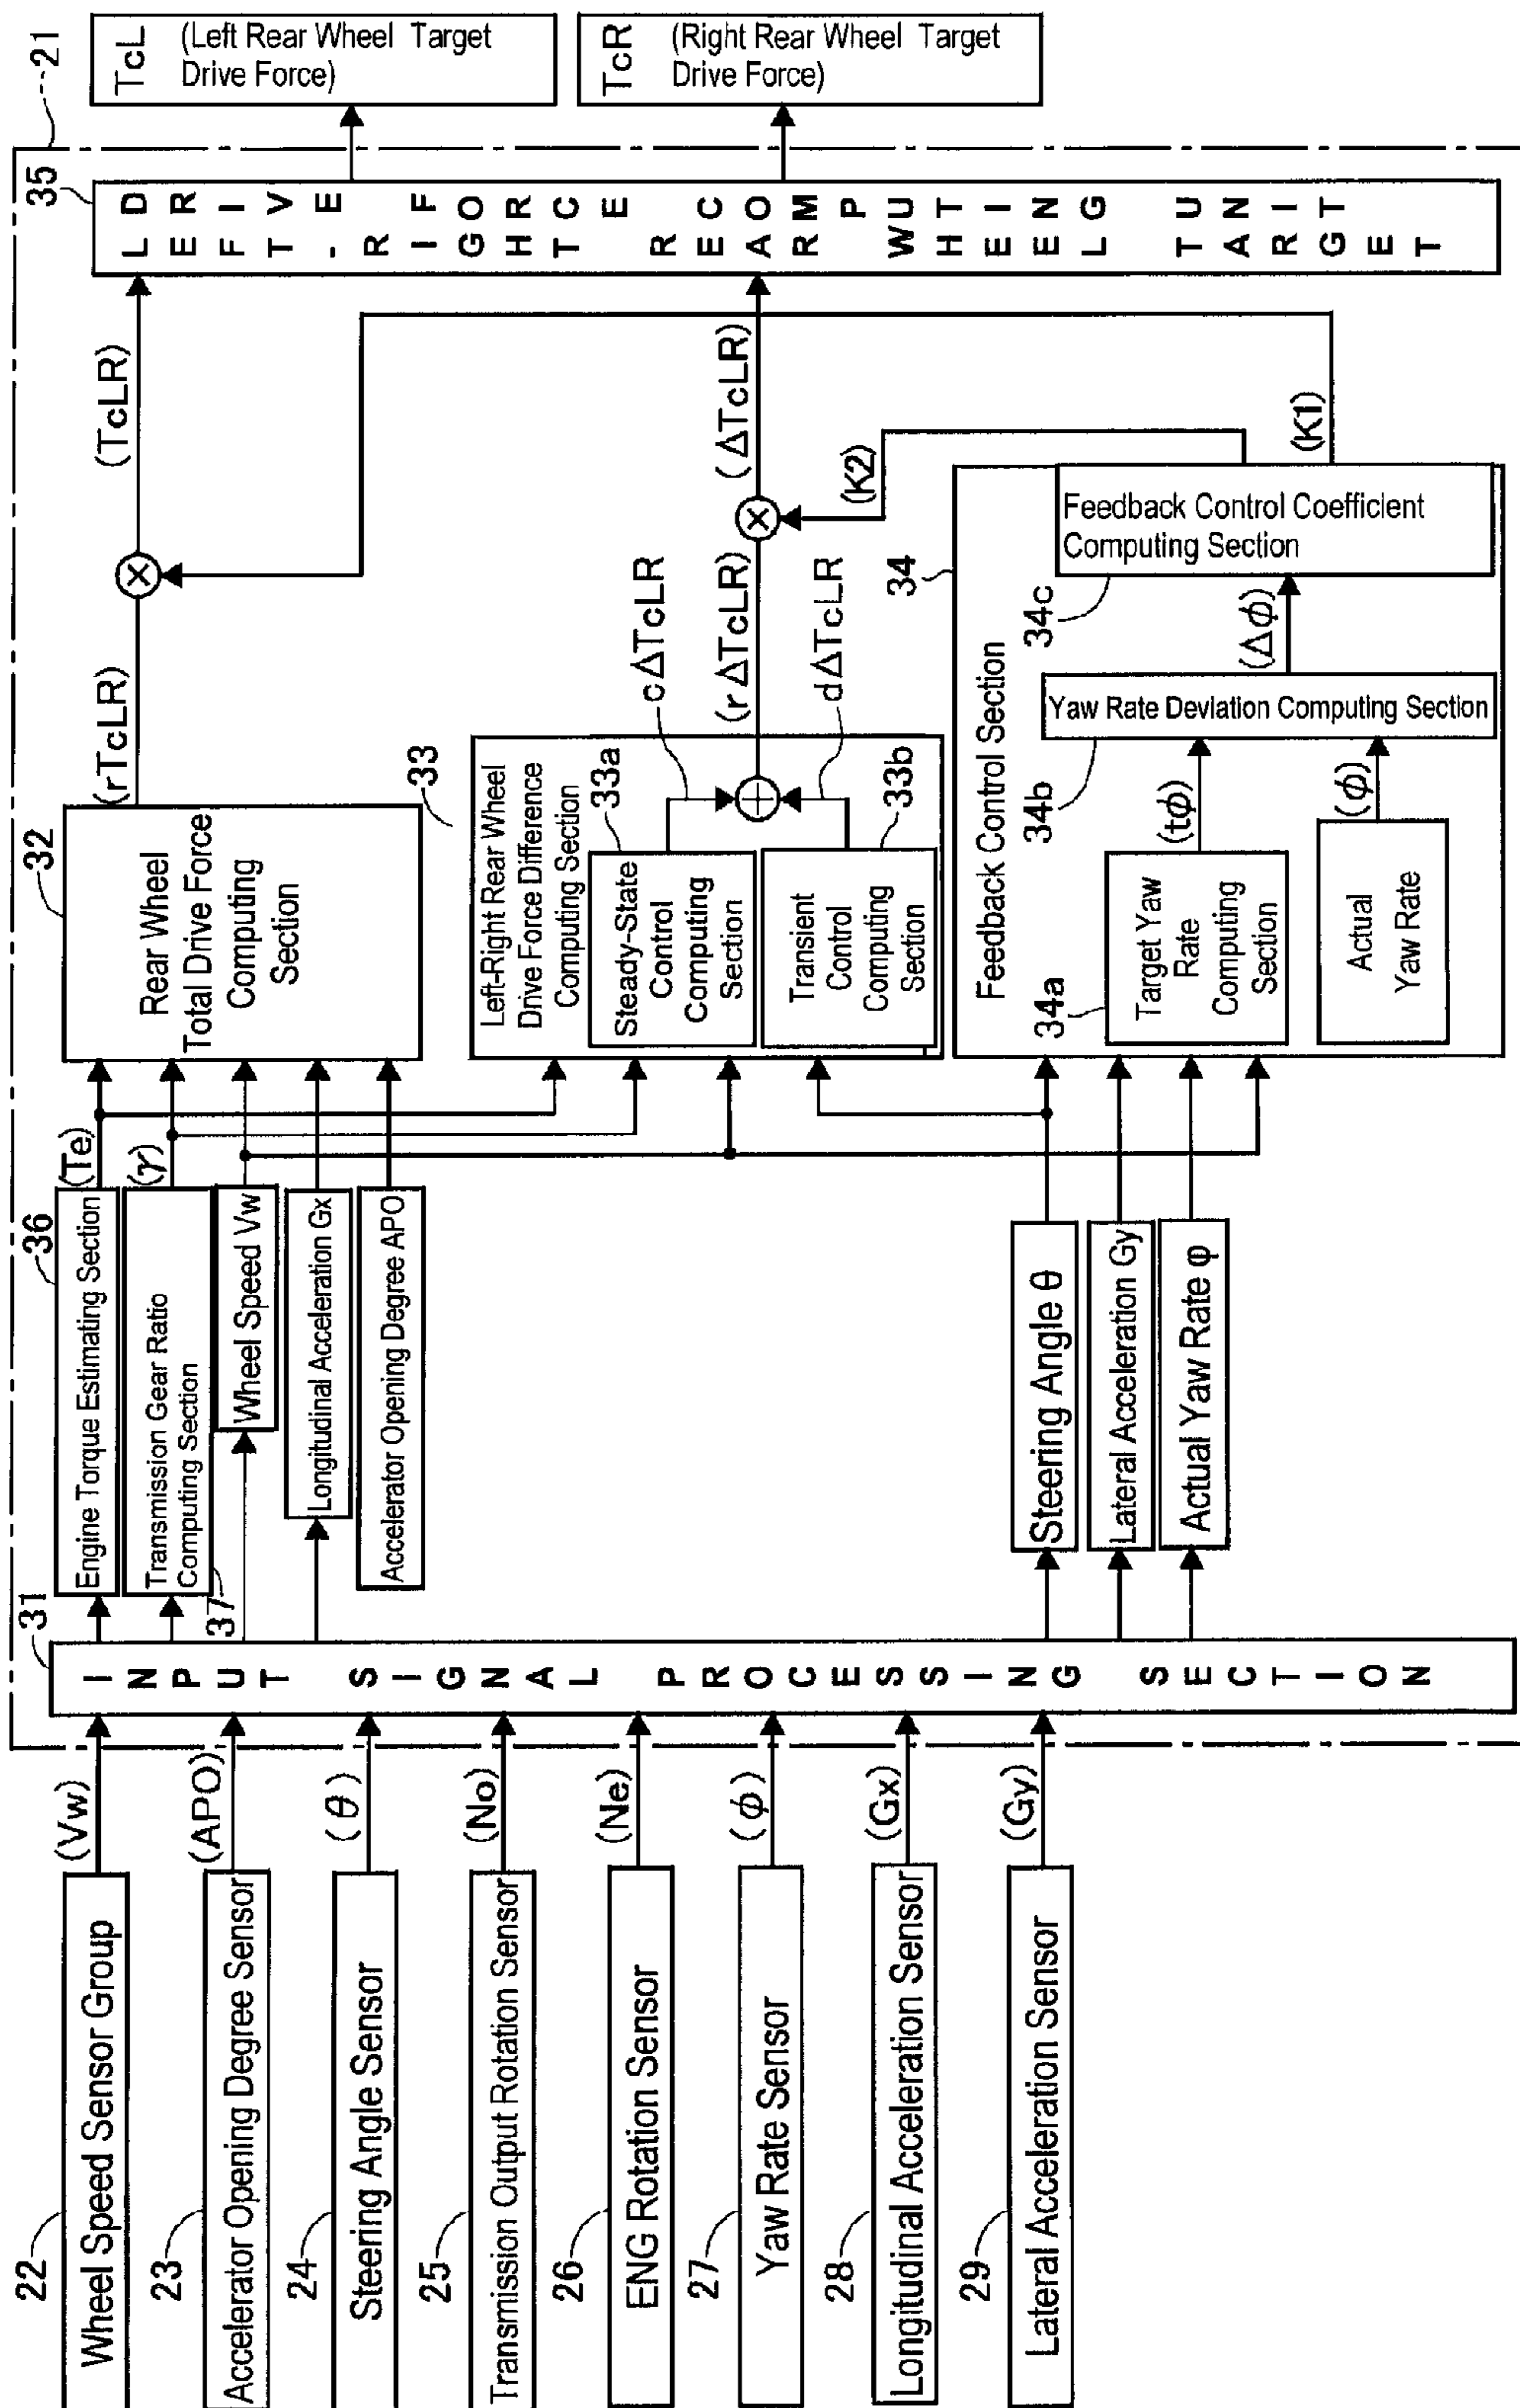 22
Wheel Speed Sensor Group
(Vw)
23
Accelerator Opening Degree Sensor
(APO)
24
Steering Angle Sensor
(θ)
25
Transmission Output Rotation Sensor
(No)
26
ENG Rotation Sensor
(Ne)
27
Yaw Rate Sensor
(ϕ)
28
Longitudinal Acceleration Sensor
(Gx)
29
Lateral Acceleration Sensor
(Gy)
31
INPUT SIGNAL PROCESSING SECTION
36
Engine Torque Estimating Section
(Te)
Transmission Gear Ratio
Computing Section
(γ)
37
Wheel Speed Vw
Longitudinal Acceleration Gx
Accelerator Opening Degree APO
Steering Angle θ
Lateral Acceleration Gy
Actual Yaw Rate φ
32
Rear Wheel
Total Drive Force
Computing
Section
(rTcLR)
(TcLR)
33
Left-Right Rear Wheel
Drive Force Difference
Computing Section
33a
Steady-State
Control
Computing
Section
33b
Transient
Control
Computing
Section
cΔTcLR
(rΔTcLR)
dΔTcLR
(ΔTcLR)
(K2)
34
Feedback Control Section
34a
Target Yaw
Rate
Computing
Section
(tϕ)
Actual
Yaw Rate
(ϕ)
34b
Yaw Rate Deviation Computing Section
(Δϕ)
34c
Feedback Control Coefficient
Computing Section
(K1)
35
LEFT-RIGHT REAR WHEEL TARGET
DRIVE FORCE COMPUTING UNIT
21
TcL
(Left Rear Wheel Target
Drive Force)
TcR
(Right Rear Wheel Target
Drive Force)